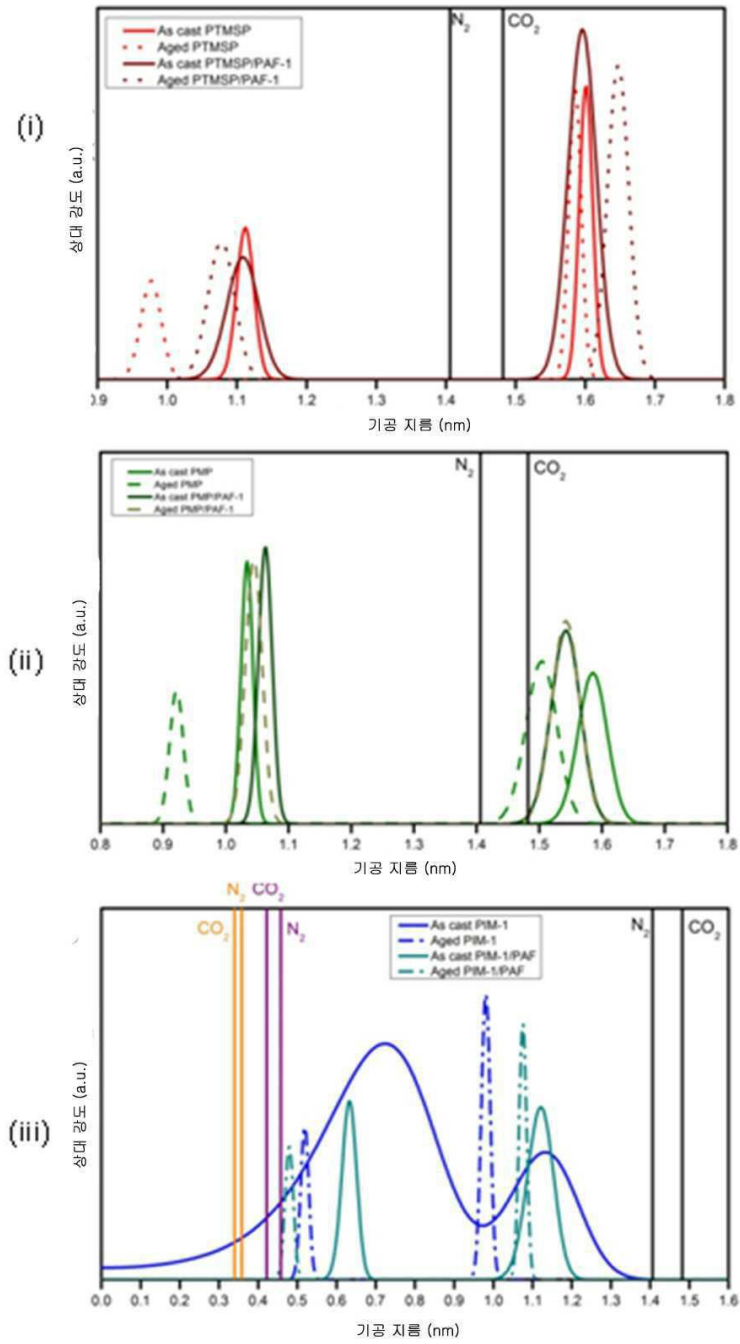 As cast PTMSP
Aged PTMSP
As cast PTMSP/PAF-1
Aged PTMSP/PAF-1
N2
CO2
(i)
상대 강도 (a.u.)
0.9 1.0 1.1 1.2 1.3 1.4 1.5 1.6 1.7 1.8
기공 지름 (nm)
As cast PMP
Aged PMP
As cast PMP/PAF-1
Aged PMP/PAF-1
N2
CO2
(ii)
상대 강도 (a.u.)
0.8 0.9 1.0 1.1 1.2 1.3 1.4 1.5 1.6 1.8
기공 지름 (nm)
N2 CO2
CO2
N2
As cast PIM-1
Aged PIM-1
As cast PIM-1/PAF
Aged PIM-1/PAF
N2
CO2
(iii)
상대 강도 (a.u.)
0.0 0.1 0.2 0.3 0.4 0.5 0.6 0.7 0.8 0.9 1.0 1.1 1.2 1.3 1.4 1.5 1.6
기공 지름 (nm)